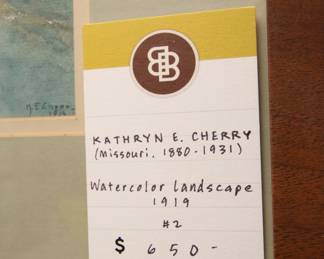 KATHRYN E. CHERRY
(Missouri, 1880-1931)
Watercolor Landscape
1919
#2
$ 650-